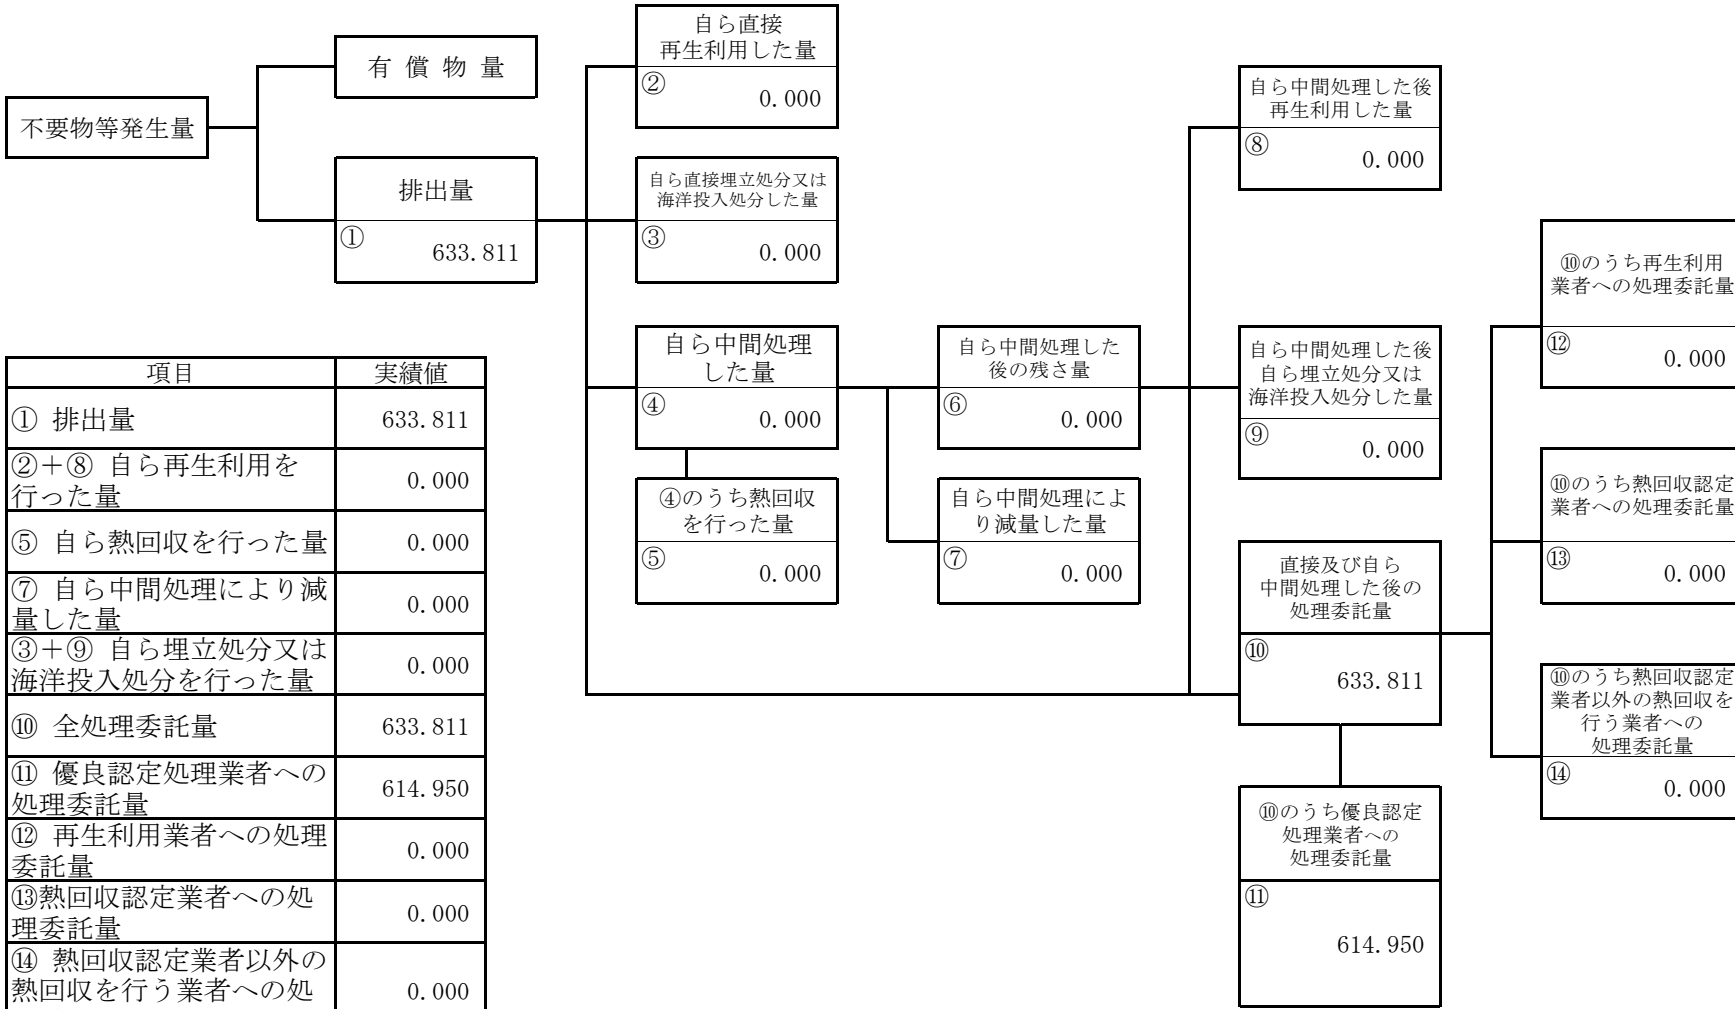 不要物等発生量
有 償 物 量
排出量
① 633.811
自ら直接
再生利用した量
② 0.000
自ら直接埋立処分又は
海洋投入処分した量
③ 0.000
自ら中間処理
した量
④ 0.000
④のうち熱回収
を行った量
⑤ 0.000
自ら中間処理した
後の残さ量
⑥ 0.000
自ら中間処理によ
り減量した量
⑦ 0.000
自ら中間処理した後
再生利用した量
⑧ 0.000
自ら中間処理した後
自ら埋立処分又は
海洋投入処分した量
⑨ 0.000
直接及び自ら
中間処理した後の
処理委託量
⑩
633.811
⑩のうち優良認定
処理業者への
処理委託量
⑪
614.950
⑩のうち再生利用
業者への処理委託量
⑫ 0.000
⑩のうち熱回収認定
業者への処理委託量
⑬ 0.000
⑩のうち熱回収認定
業者以外の熱回収を
行う業者への
処理委託量
⑭ 0.000
項目 実績値
① 排出量 633.811
②＋⑧ 自ら再生利用を
行った量 0.000
⑤ 自ら熱回収を行った量 0.000
⑦ 自ら中間処理により減
量した量 0.000
③＋⑨ 自ら埋立処分又は
海洋投入処分を行った量 0.000
⑩ 全処理委託量 633.811
⑪ 優良認定処理業者への
処理委託量 614.950
⑫ 再生利用業者への処理
委託量 0.000
⑬熱回収認定業者への処
理委託量 0.000
⑭ 熱回収認定業者以外の
熱回収を行う業者への処 0.000